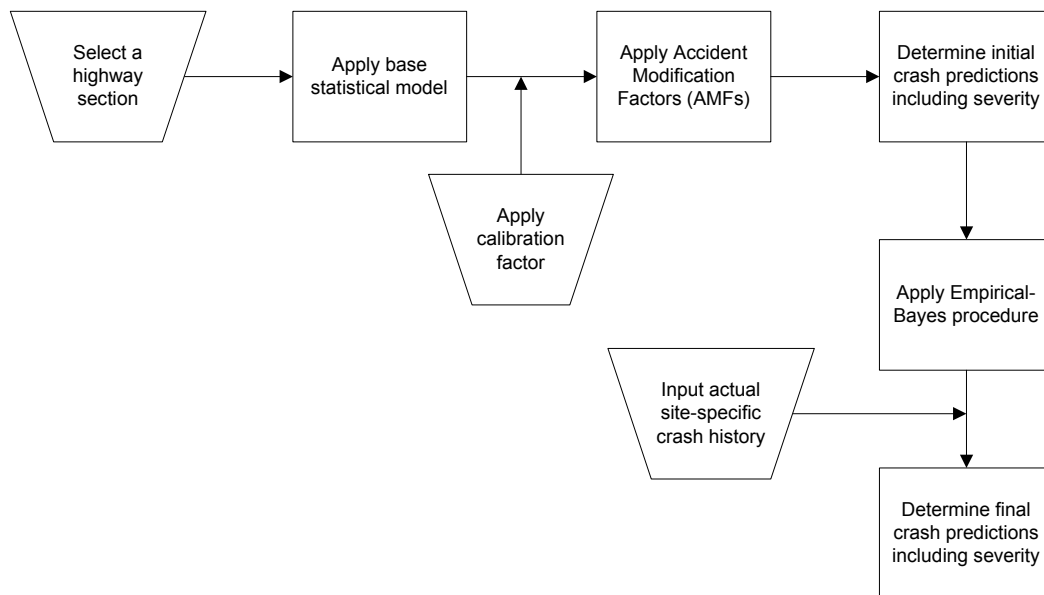 Select a
highway
section
Apply base
statistical model
Apply Accident
Modification
Factors (AMFs)
Determine initial
crash predictions
including severity
Apply
calibration
factor
Apply Empirical-
Bayes procedure
Input actual
site-specific
crash history
Determine final
crash predictions
including severity